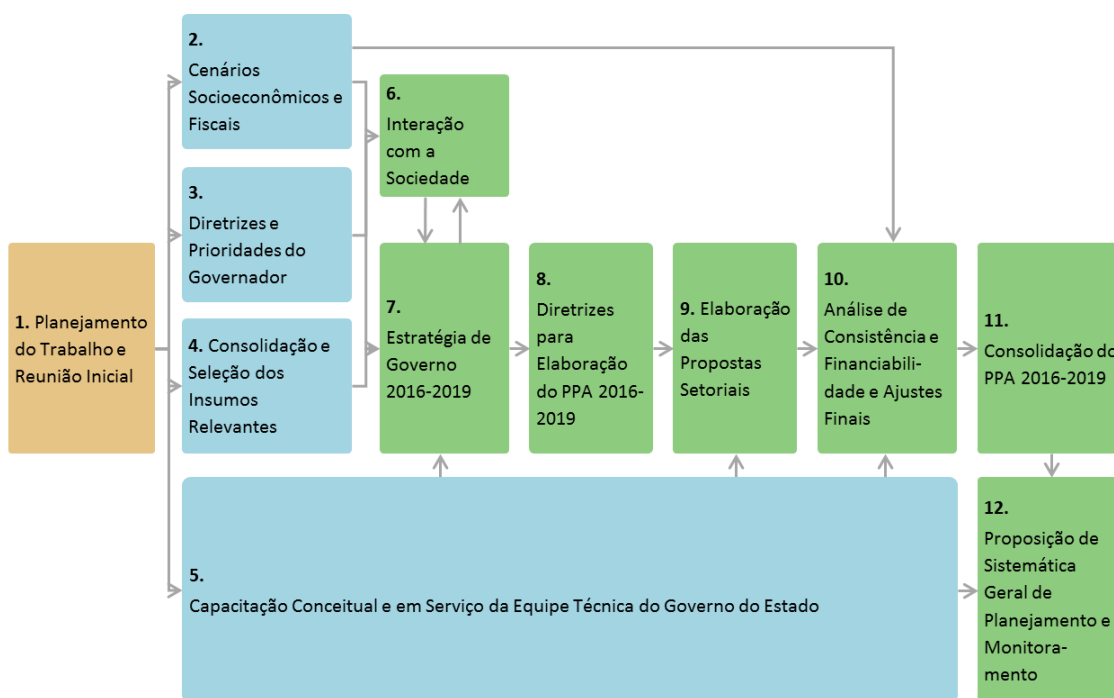 1. Planejamento
do Trabalho e
Reunião Inicial
2.
Cenários
Socioeconômicos e
Fiscais
3.
Diretrizes e
Prioridades do
Governador
4. Consolidação e
Seleção dos
Insumos
Relevantes
5.
Capacitação Conceitual e em Serviço da Equipe Técnica do Governo do Estado
6.
Interação
com a
Sociedade
7.
Estratégia de
Governo
2016-2019
8.
Diretrizes
para
Elaboração
do PPA 2016-
2019
9. Elaboração
das
Propostas
Setoriais
10.
Análise de
Consistência e
Financiabili-
dade e Ajustes
Finais
11.
Consolidação do
PPA 2016-2019
12.
Proposição de
Sistemática
Geral de
Planejamento e
Monitora-
mento